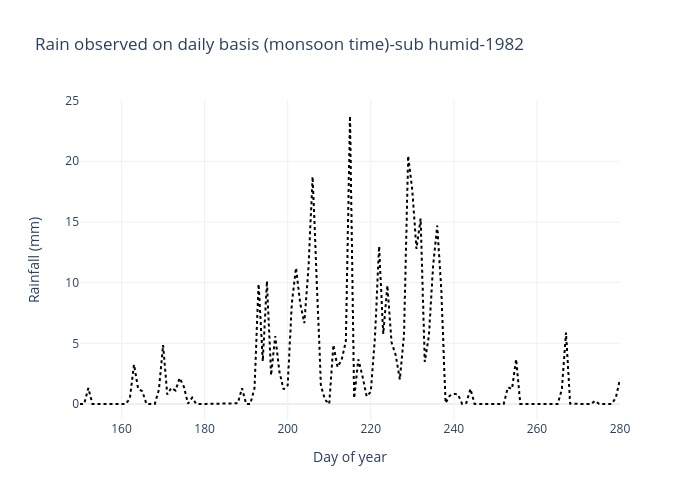 Rain observed on daily basis (monsoon time)-sub humid-1982
25
20
15
10
5
0
Rainfall (mm)
160 180 200 220 240 260 280
Day of year